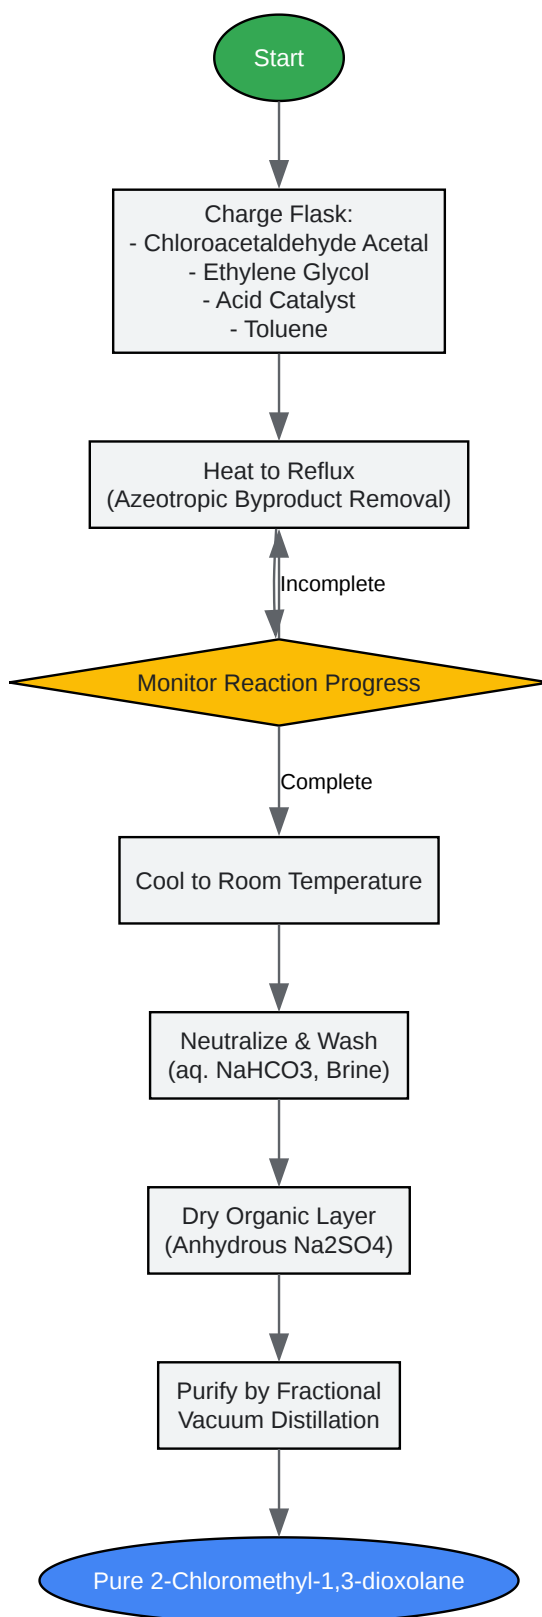 Start
Charge Flask:
- Chloroacetaldehyde Acetal
- Ethylene Glycol
- Acid Catalyst
- Toluene
Heat to Reflux
(Azeotropic Byproduct Removal)
Incomplete
Monitor Reaction Progress
Complete
Cool to Room Temperature
Neutralize & Wash
(aq. NaHCO3, Brine)
Dry Organic Layer
(Anhydrous Na2SO4)
Purify by Fractional
Vacuum Distillation
Pure 2-Chloromethyl-1,3-dioxolane